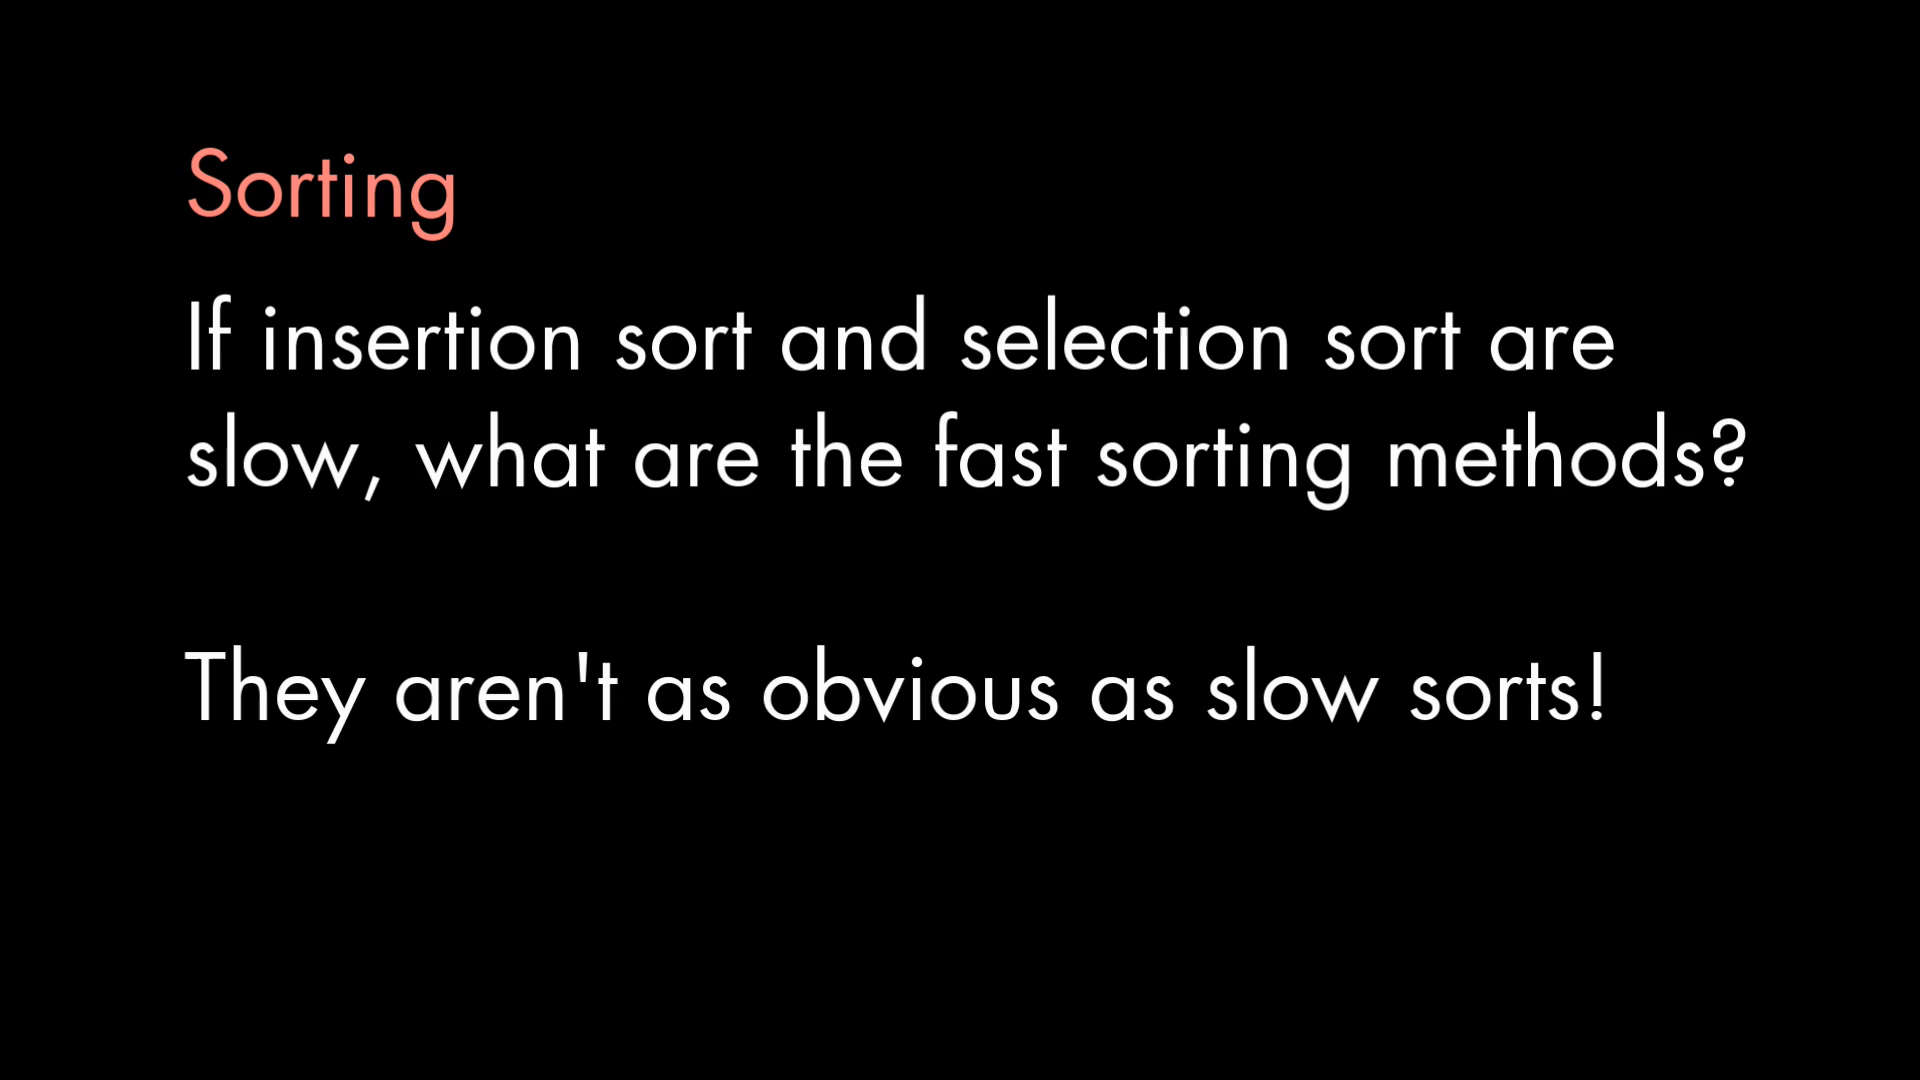 Sorting
If insertion sort and selection sort are
slow, what are the fast sorting methods?
They aren't as obvious as slow sorts!